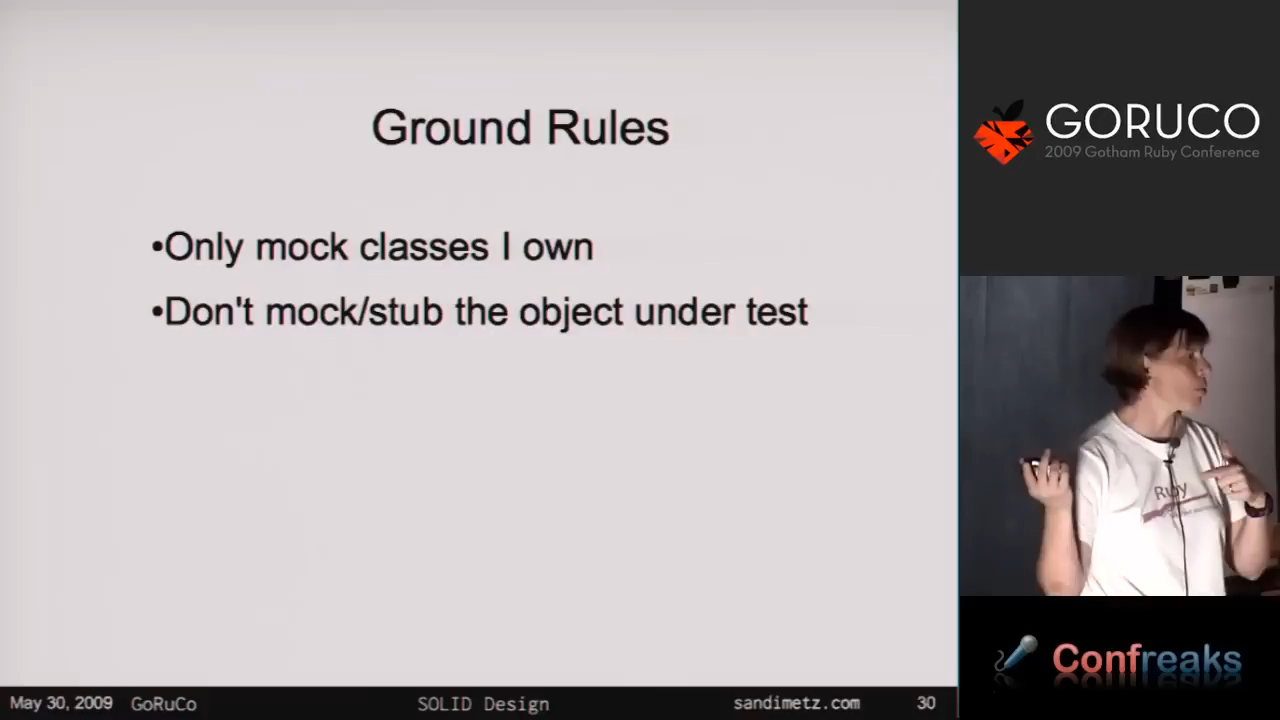 Ground Rules
•Only mock classes I own
•Don't mock/stub the object under test
May 30, 2009 GoRuCo SOLID Design sandimetz.com 30
GORUCO
2009 Gotham Ruby Conference
Ruby
Confreaks